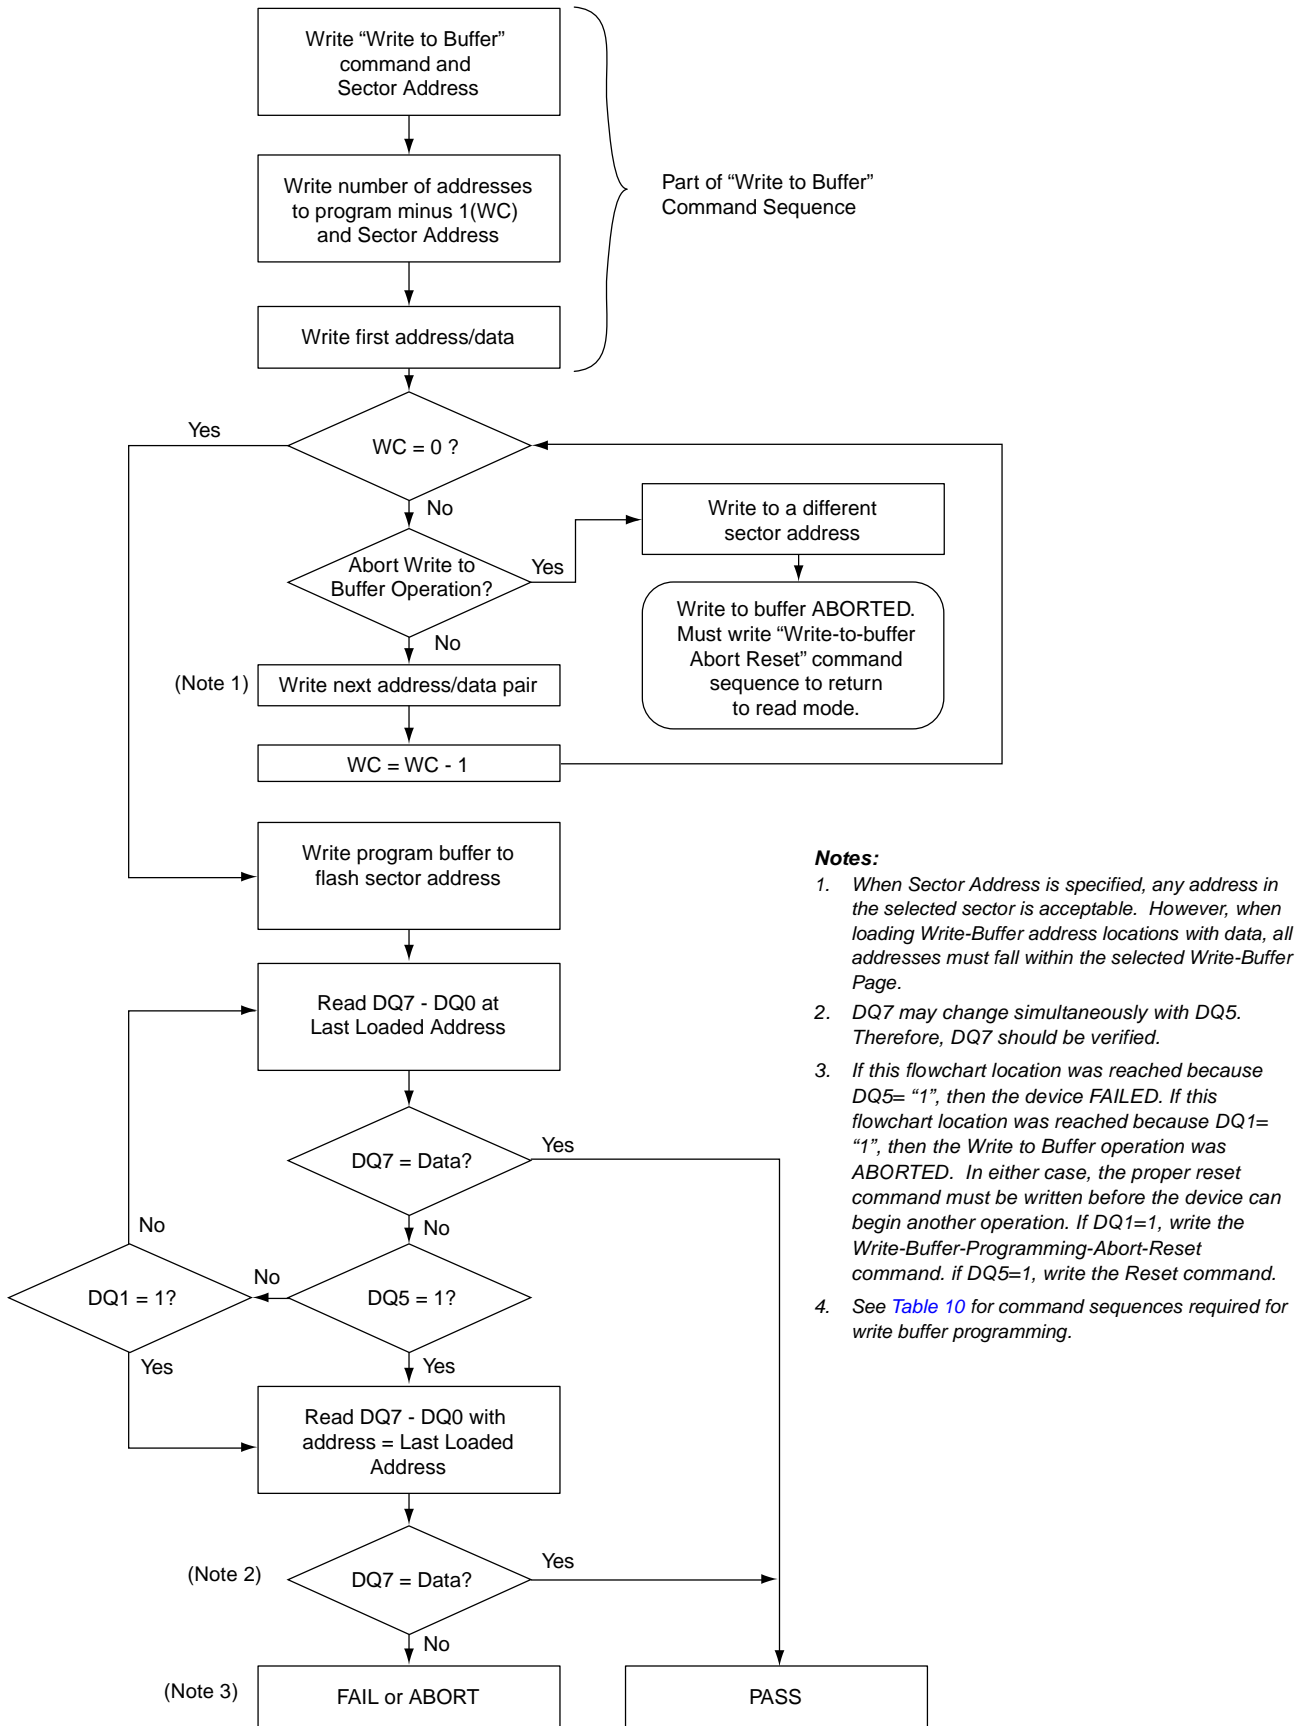 Write “Write to Buffer”
command and
Sector Address
Write number of addresses
to program minus 1(WC)
and Sector Address
Part of “Write to Buffer”
Command Sequence
Write first address/data
Yes
WC = 0 ?
No
Write to a different
sector address
Abort Write to
Buffer Operation?
Yes
Write to buffer ABORTED.
Must write “Write-to-buffer
Abort Reset” command
sequence to return
to read mode.
No
(Note 1)
Write next address/data pair
WC = WC - 1
Write program buffer to
flash sector address
Read DQ7 - DQ0 at
Last Loaded Address
DQ7 = Data?
Yes
No
No
DQ1 = 1?
No
DQ5 = 1?
Yes
Yes
Read DQ7 - DQ0 with
address = Last Loaded
Address
(Note 2)
DQ7 = Data?
Yes
No
(Note 3)
FAIL or ABORT
PASS
Notes:
1. When Sector Address is specified, any address in
the selected sector is acceptable. However, when
loading Write-Buffer address locations with data, all
addresses must fall within the selected Write-Buffer
Page.
2. DQ7 may change simultaneously with DQ5.
Therefore, DQ7 should be verified.
3. If this flowchart location was reached because
DQ5= “1”, then the device FAILED. If this
flowchart location was reached because DQ1=
“1”, then the Write to Buffer operation was
ABORTED. In either case, the proper reset
command must be written before the device can
begin another operation. If DQ1=1, write the
Write-Buffer-Programming-Abort-Reset
command. if DQ5=1, write the Reset command.
4. See Table 10 for command sequences required for
write buffer programming.